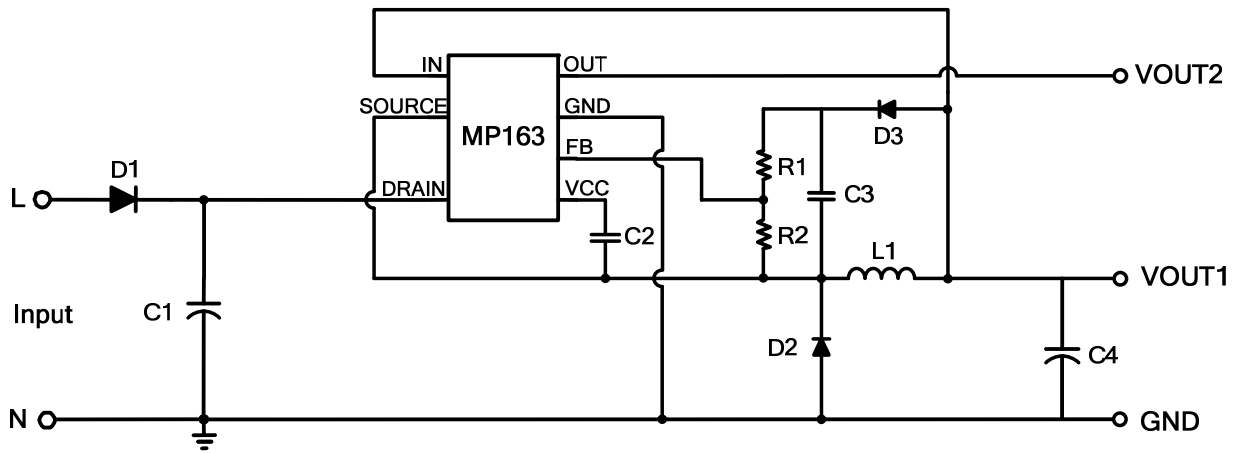 IN
OUT
VOUT2
SOURCE
GND
MP163
D3
FB
R1
D1
DRAIN
VCC
C3
L
C2
R2
L1
VOUT1
Input
C1
D2
C4
N
GND